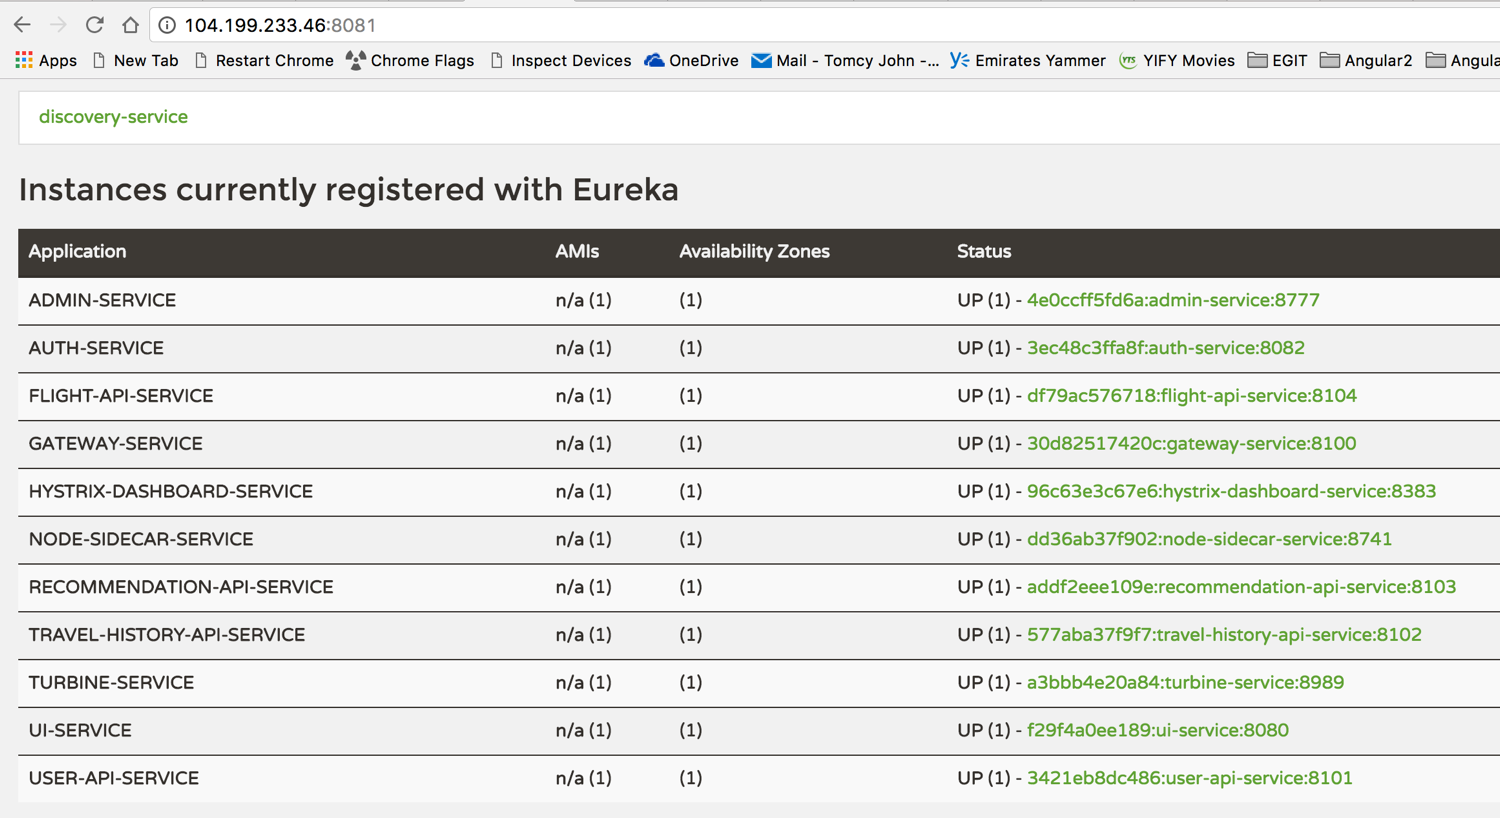 104.199.233.46:8081
Apps New Tab Restart Chrome Chrome Flags Inspect Devices OneDrive Mail - Tomcy John -... Emirates Yammer YTS YIFY Movies EGIT Angular2 Angula
discovery-service
Instances currently registered with Eureka
Application AMIs Availability Zones Status
ADMIN-SERVICE n/a (1) (1) UP (1) - 4e0ccff5fd6a:admin-service:8777
AUTH-SERVICE n/a (1) (1) UP (1) - 3ec48c3ffa8f:auth-service:8082
FLIGHT-API-SERVICE n/a (1) (1) UP (1) - df79ac576718:flight-api-service:8104
GATEWAY-SERVICE n/a (1) (1) UP (1) - 30d82517420c:gateway-service:8100
HYSTRIX-DASHBOARD-SERVICE n/a (1) (1) UP (1) - 96c63e3c67e6:hystrix-dashboard-service:8383
NODE-SIDECAR-SERVICE n/a (1) (1) UP (1) - dd36ab37f902:node-sidecar-service:8741
RECOMMENDATION-API-SERVICE n/a (1) (1) UP (1) - addf2eee109e:recommendation-api-service:8103
TRAVEL-HISTORY-API-SERVICE n/a (1) (1) UP (1) - 577aba37f9f7:travel-history-api-service:8102
TURBINE-SERVICE n/a (1) (1) UP (1) - a3bbb4e20a84:turbine-service:8989
UI-SERVICE n/a (1) (1) UP (1) - f29f4a0ee189:ui-service:8080
USER-API-SERVICE n/a (1) (1) UP (1) - 3421eb8dc486:user-api-service:8101